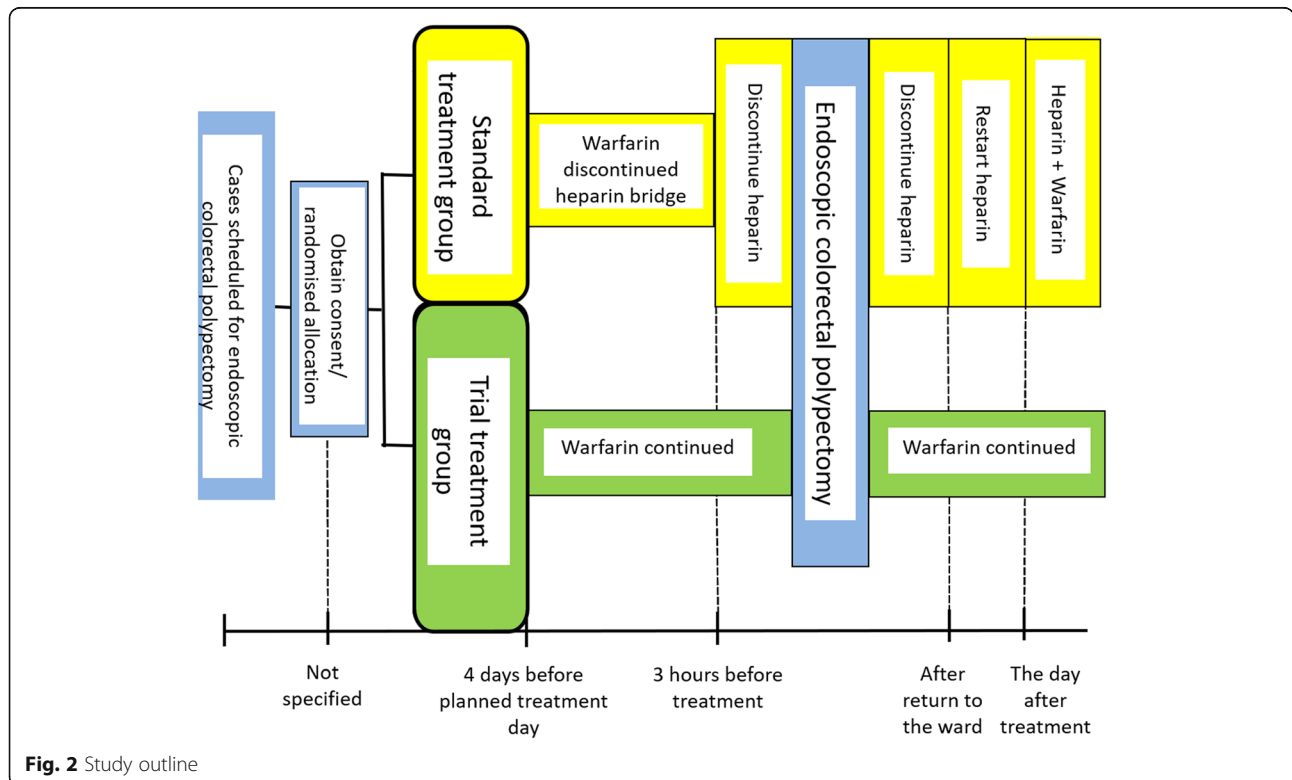 Cases scheduled for endoscopic
colorectal polypectomy
Obtain consent/
randomised allocation
Standard
treatment group
Trial treatment
group
Warfarin
discontinued
heparin bridge
Discontinue heparin
Endoscopic colorectal polypectomy
Discontinue heparin
Restart heparin
Heparin + Warfarin
Warfarin continued
Warfarin continued
Not
specified
4 days before
planned treatment
day
3 hours before
treatment
After
return to
the ward
The day
after
treatment
Fig. 2 Study outline